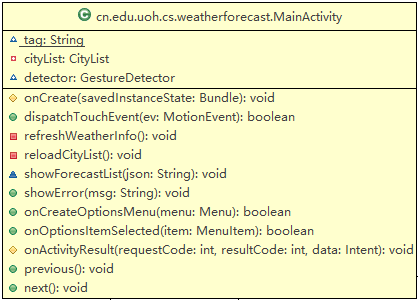 C cn.edu.uoh.cs.weatherforecast.MainActivity
tag: String
cityList: CityList
detector: GestureDetector
onCreate(savedInstanceState: Bundle): void
dispatchTouchEvent(ev: MotionEvent): boolean
refreshWeatherInfo(): void
reloadCityList(): void
showForecastList(json: String): void
showError(msg: String): void
onCreateOptionsMenu(menu: Menu): boolean
onOptionsItemSelected(item: MenuItem): boolean
onActivityResult(requestCode: int, resultCode: int, data: Intent): void
previous(): void
next(): void